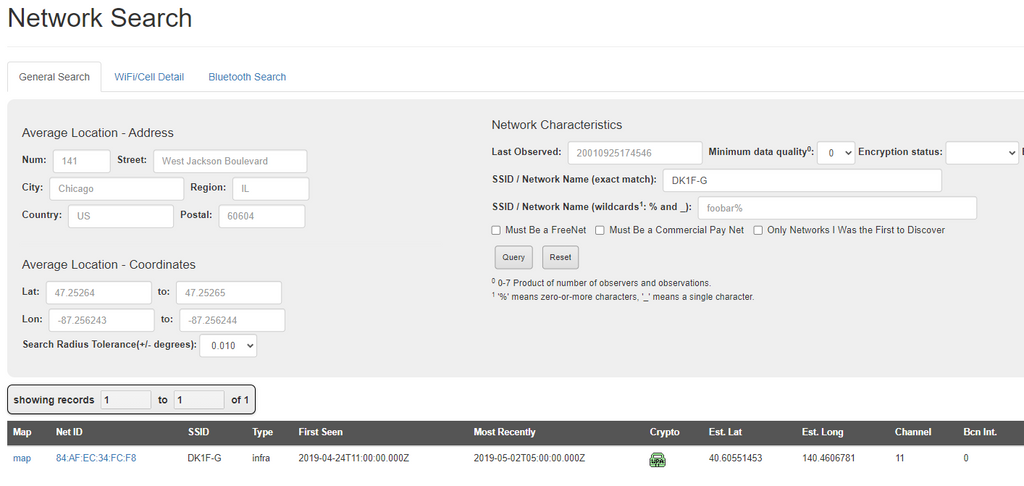 Network Search
General Search WiFi/Cell Detail Bluetooth Search
Average Location - Address
Num: 141 Street: West Jackson Boulevard
City: Chicago Region: IL
Country: US Postal: 60604
Average Location - Coordinates
Lat: 47.25264 to: 47.25265
Lon: -87.256243 to: -87.256244
Search Radius Tolerance(+/- degrees): 0.010
Network Characteristics
Last Observed: 20010925174546 Minimum data quality⁰: 0 Encryption status:
SSID / Network Name (exact match): DK1F-G
SSID / Network Name (wildcards¹: % and _): foobar%
Must Be a FreeNet Must Be a Commercial Pay Net Only Networks I Was the First to Discover
Query Reset
⁰ 0-7 Product of number of observers and observations.
¹ '%' means zero-or-more characters, '_' means a single character.
showing records 1 to 1 of 1
Map Net ID SSID Type First Seen Most Recently Crypto Est. Lat Est. Long Channel Bcn Int.
map 84:AF:EC:34:FC:F8 DK1F-G infra 2019-04-24T11:00:00.000Z 2019-05-02T05:00:00.000Z WPA 40.60551453 140.4606781 11 0